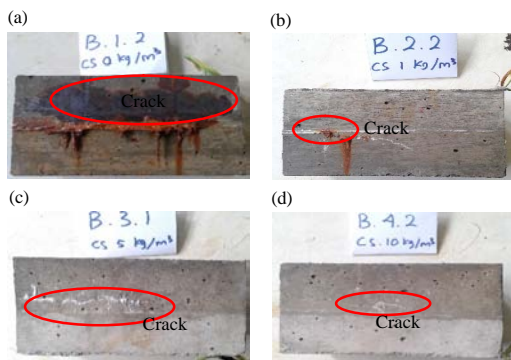 (a)
B.1.2
CS 0 kg/m³
Crack
(b)
B.2.2
CS 1 kg/m³
Crack
(c)
B.3.1
CS 5 kg/m³
Crack
(d)
B.4.2
CS.10 kg/m³
Crack